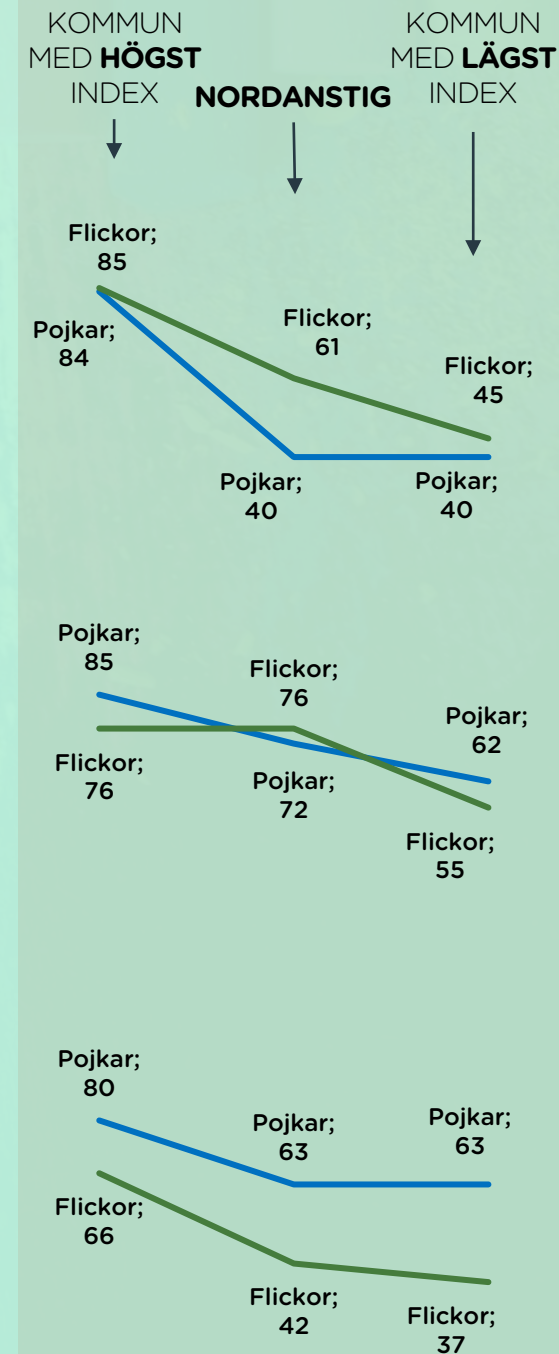 KOMMUN
MED HÖGST
INDEX
NORDANSTIG
KOMMUN
MED LÄGST
INDEX
Flickor;
85
Pojkar;
84
Flickor;
61
Flickor;
45
Pojkar;
40
Pojkar;
40
Pojkar;
85
Flickor;
76
Pojkar;
62
Flickor;
76
Pojkar;
72
Flickor;
55
Pojkar;
80
Pojkar;
63
Pojkar;
63
Flickor;
66
Flickor;
42
Flickor;
37